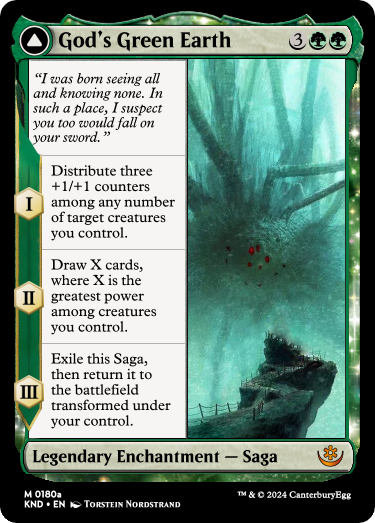 God's Green Earth 3
“I was born seeing all
and knowing none. In
such a place, I suspect
you too would fall on
your sword.”
I
Distribute three
+1/+1 counters
among any number
of target creatures
you control.
II
Draw X cards,
where X is the
greatest power
among creatures
you control.
III
Exile this Saga,
then return it to
the battlefield
transformed under
your control.
Legendary Enchantment — Saga
M 0180a
KND • EN Torstein Nordstrand
™ & © 2024 CanterburyEgg